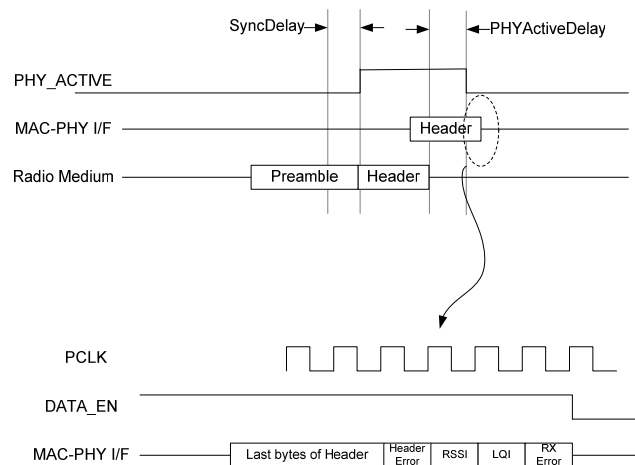 SyncDelay
PHYActiveDelay
PHY_ACTIVE
MAC-PHY I/F
Header
Radio Medium
Preamble
Header
PCLK
DATA_EN
MAC-PHY I/F
Last bytes of Header
Header
Error
RSSI
LQI
RX
Error